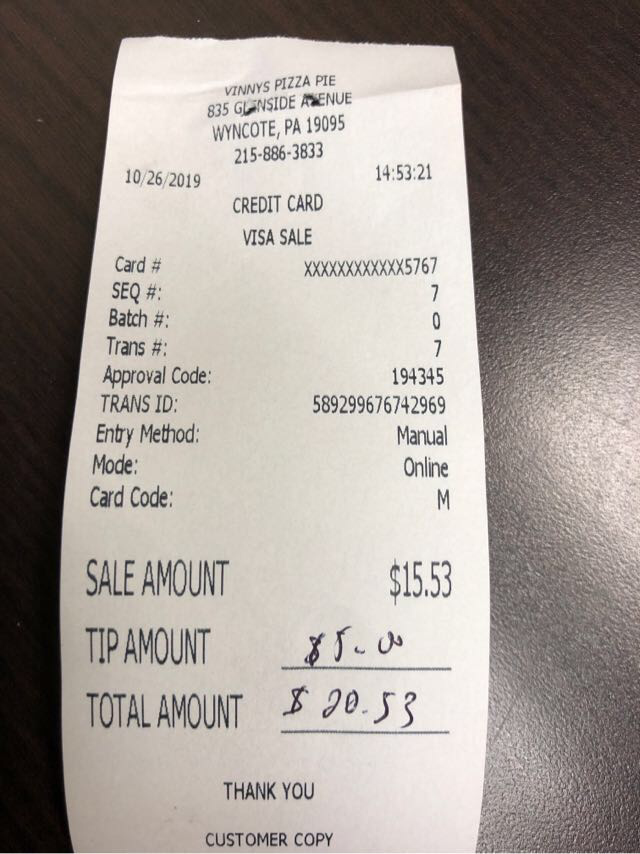 VINNYS PIZZA PIE
835 GLENSIDE AVENUE
WYNCOTE, PA 19095
215-886-3833
10/26/2019 14:53:21
CREDIT CARD
VISA SALE
Card # XXXXXXXXXXXX5767
SEQ #: 7
Batch #: 0
Trans #: 7
Approval Code: 194345
TRANS ID: 589299676742969
Entry Method: Manual
Mode: Online
Card Code: M
SALE AMOUNT $15.53
TIP AMOUNT $5.00
TOTAL AMOUNT $20.53
THANK YOU
CUSTOMER COPY